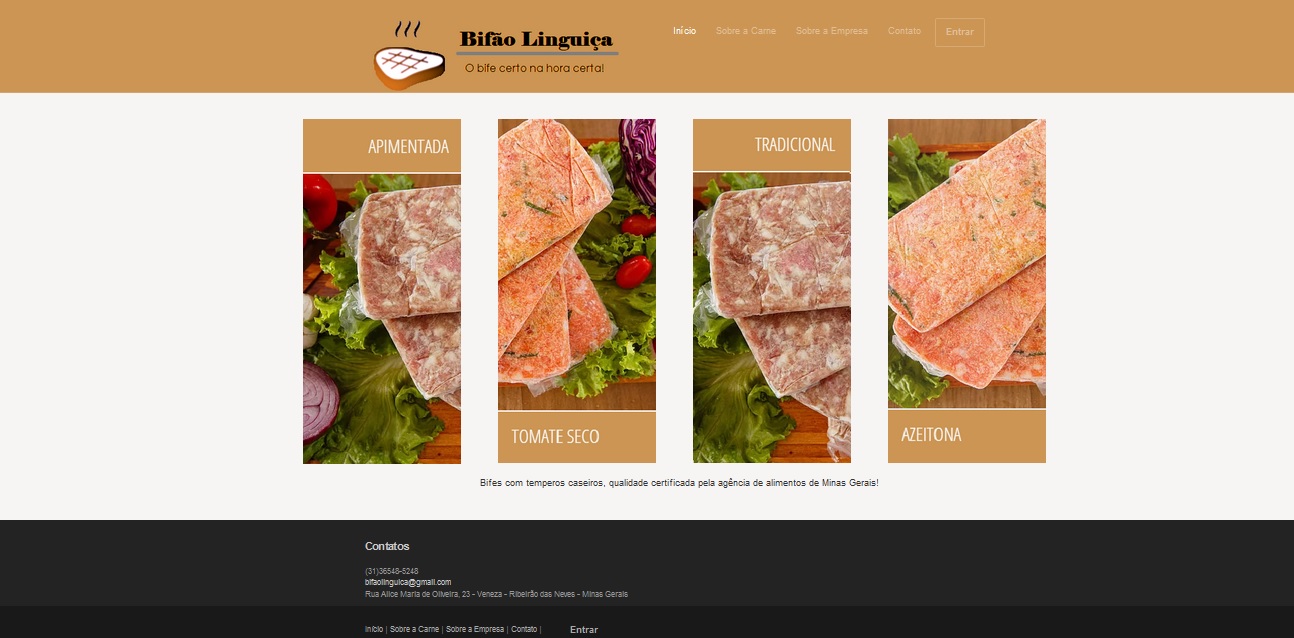 Bifão Linguiça
O bife certo na hora certa!
Início Sobre a Carne Sobre a Empresa Contato Entrar
APIMENTADA
TOMATE SECO
TRADICIONAL
AZEITONA
Bifes com temperos caseiros, qualidade certificada pela agência de alimentos de Minas Gerais!
Contatos
(31)36548-5248
bifaolinguica@gmail.com
Rua Alice Maria de Oliveira, 23 - Veneza - Ribeirão das Neves - Minas Gerais
Início | Sobre a Carne | Sobre a Empresa | Contato | Entrar